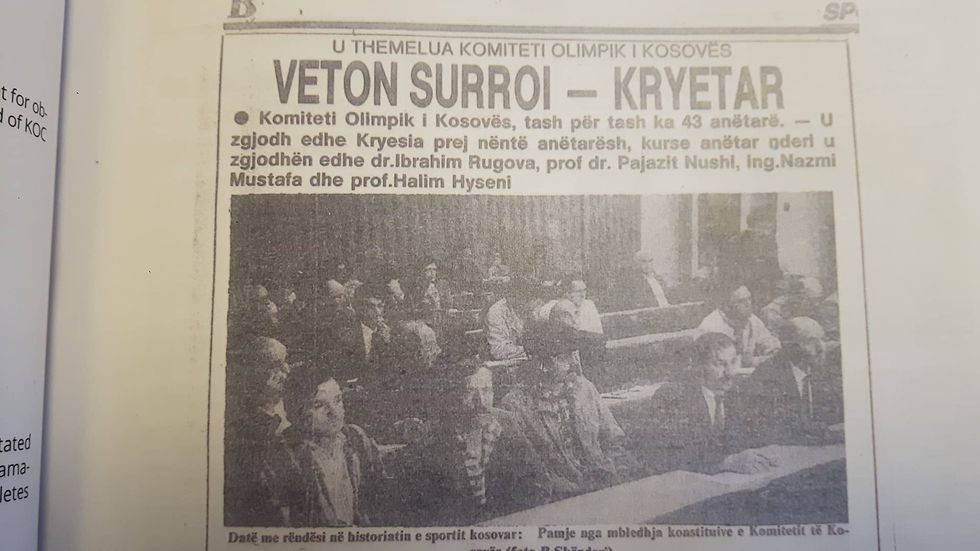 t for ob-
d of KOC
tated
ama-
letes
B
SP
U THEMELUA KOMITETI OLIMPIK I KOSOVËS
VETON SURROI — KRYETAR
● Komiteti Olimpik i Kosovës, tash për tash ka 43 anëtarë. — U
zgjodh edhe Kryesia prej nëntë anëtarësh, kurse anëtar nderi u
zgjodhën edhe dr.Ibrahim Rugova, prof dr. Pajazit Nushi, ing.Nazmi
Mustafa dhe prof.Halim Hyseni
Datë me rëndësi në historiatin e sportit kosovar: Pamje nga mbledhja konstituive e Komitetit të Ko-
(foto